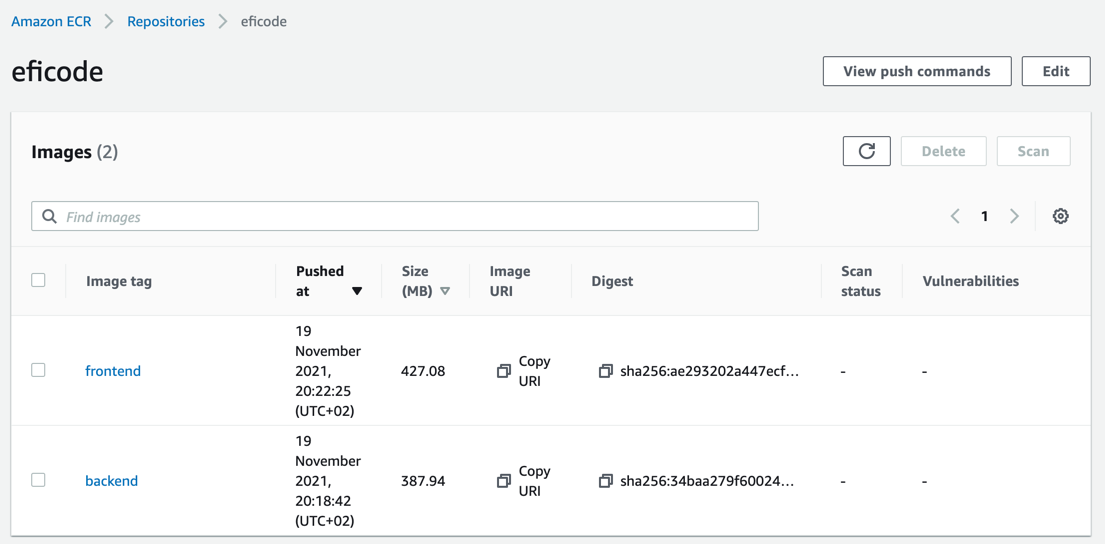 Amazon ECR > Repositories > eficode
eficode
View push commands
Edit
Images (2)
Delete
Scan
Find images
1
Image tag
Pushed
at
Size
(MB)
Image
URI
Digest
Scan
status
Vulnerabilities
frontend
19
November
2021,
20:22:25
(UTC+02)
427.08
Copy
URI
sha256:ae293202a447ecf...
-
-
backend
19
November
2021,
20:18:42
(UTC+02)
387.94
Copy
URI
sha256:34baa279f60024...
-
-